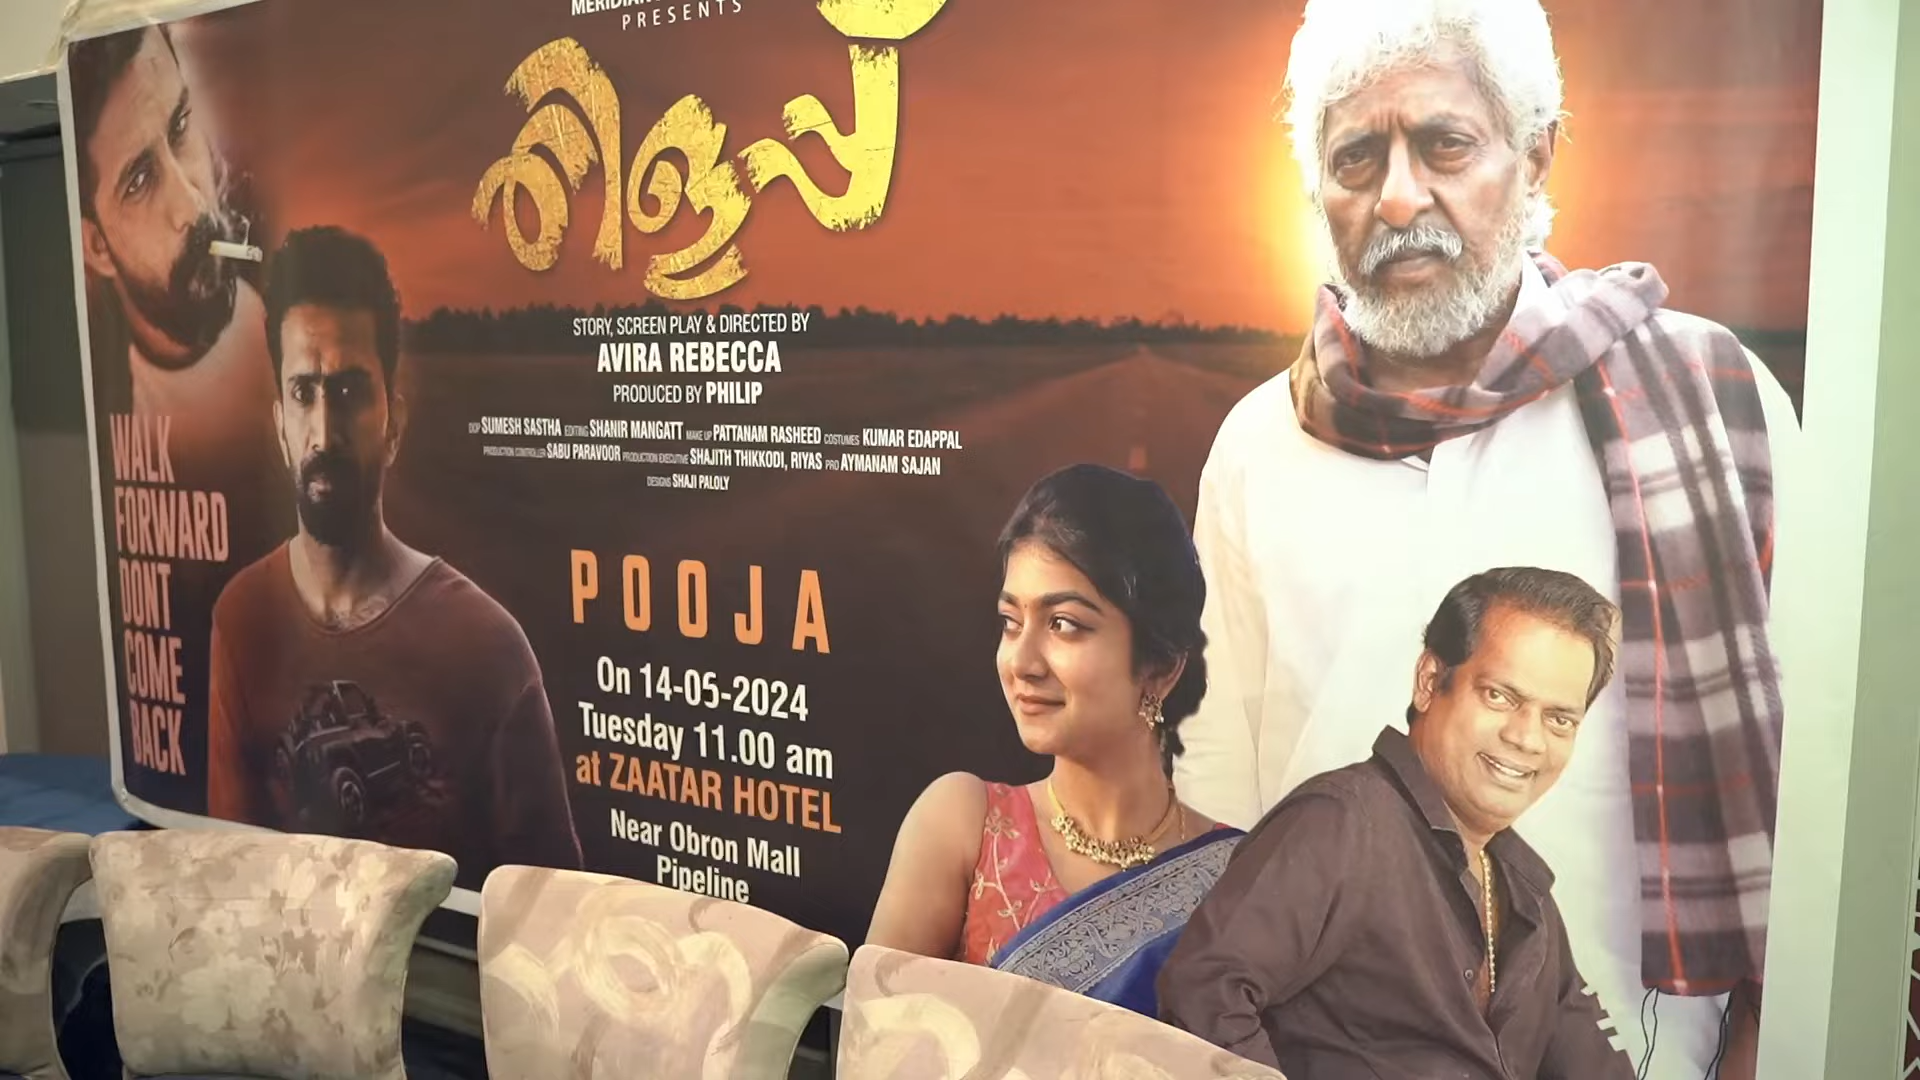 PRESENTS
തിളപ്പ്
STORY, SCREEN PLAY & DIRECTED BY
AVIRA REBECCA
PRODUCED BY PHILIP
DOP SUMESH SASTHA EDITING SHANIR MANGATT MAKE UP PATTANAM RASHEED COSTUMES KUMAR EDAPPAL
PRODUCTION CONTROLLER SABU PARAVOOR PRODUCTION EXECUTIVE SHAJITH THIKKODI, RIYAS PRO AYMANAM SAJAN
DESIGNS SHAJI PALOLY
WALK
FORWARD
DONT
COME
BACK
POOJA
On 14-05-2024
Tuesday 11.00 am
at ZAATAR HOTEL
Near Obron Mall
Pipeline